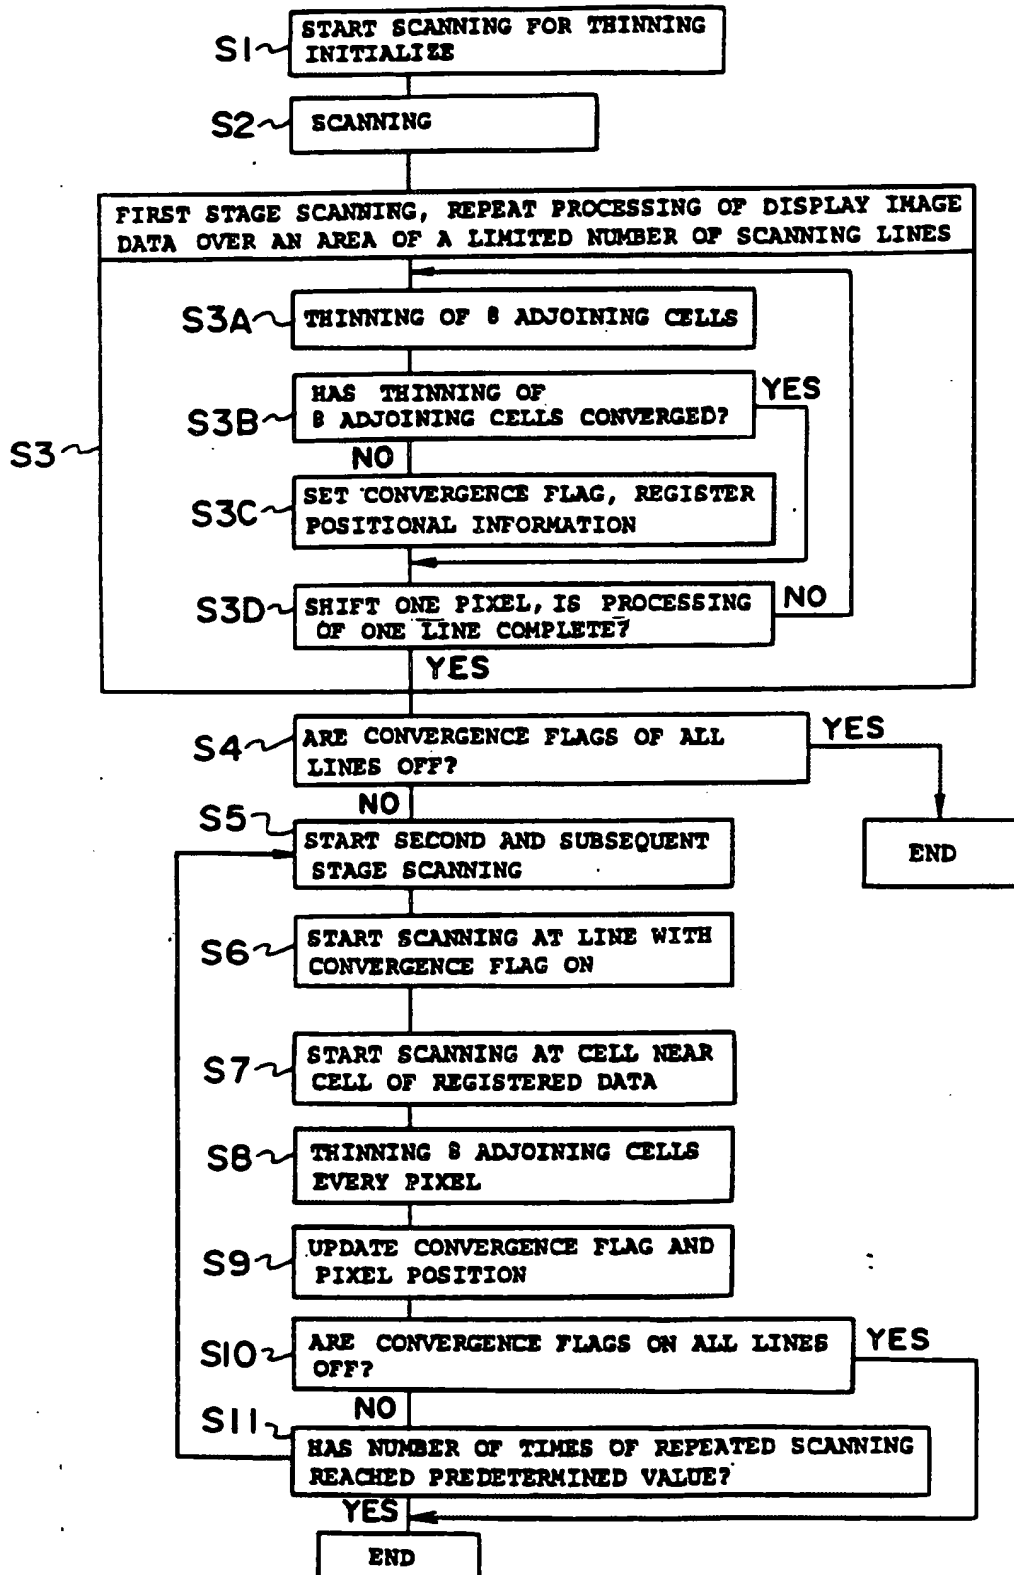 S1
START SCANNING FOR THINNING
INITIALIZE
S2
SCANNING
FIRST STAGE SCANNING, REPEAT PROCESSING OF DISPLAY IMAGE
DATA OVER AN AREA OF A LIMITED NUMBER OF SCANNING LINES
S3
S3A
THINNING OF 8 ADJOINING CELLS
S3B
HAS THINNING OF
8 ADJOINING CELLS CONVERGED?
YES
NO
S3C
SET CONVERGENCE FLAG, REGISTER
POSITIONAL INFORMATION
S3D
SHIFT ONE PIXEL, IS PROCESSING
OF ONE LINE COMPLETE?
NO
YES
S4
ARE CONVERGENCE FLAGS OF ALL
LINES OFF?
YES
NO
END
S5
START SECOND AND SUBSEQUENT
STAGE SCANNING
S6
START SCANNING AT LINE WITH
CONVERGENCE FLAG ON
S7
START SCANNING AT CELL NEAR
CELL OF REGISTERED DATA
S8
THINNING 8 ADJOINING CELLS
EVERY PIXEL
S9
UPDATE CONVERGENCE FLAG AND
PIXEL POSITION
S10
ARE CONVERGENCE FLAGS ON ALL LINES
OFF?
YES
NO
S11
HAS NUMBER OF TIMES OF REPEATED SCANNING
REACHED PREDETERMINED VALUE?
YES
END